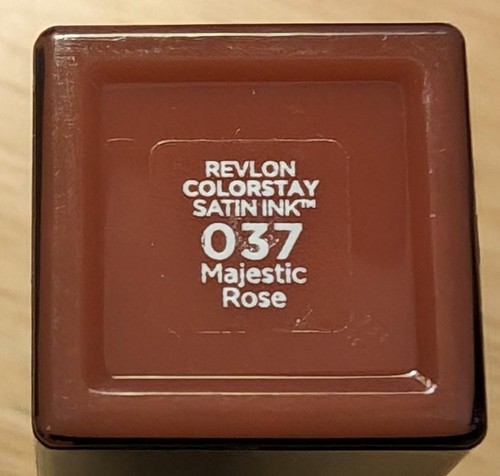 REVLON
COLORSTAY
SATIN INK™
037
Majestic
Rose